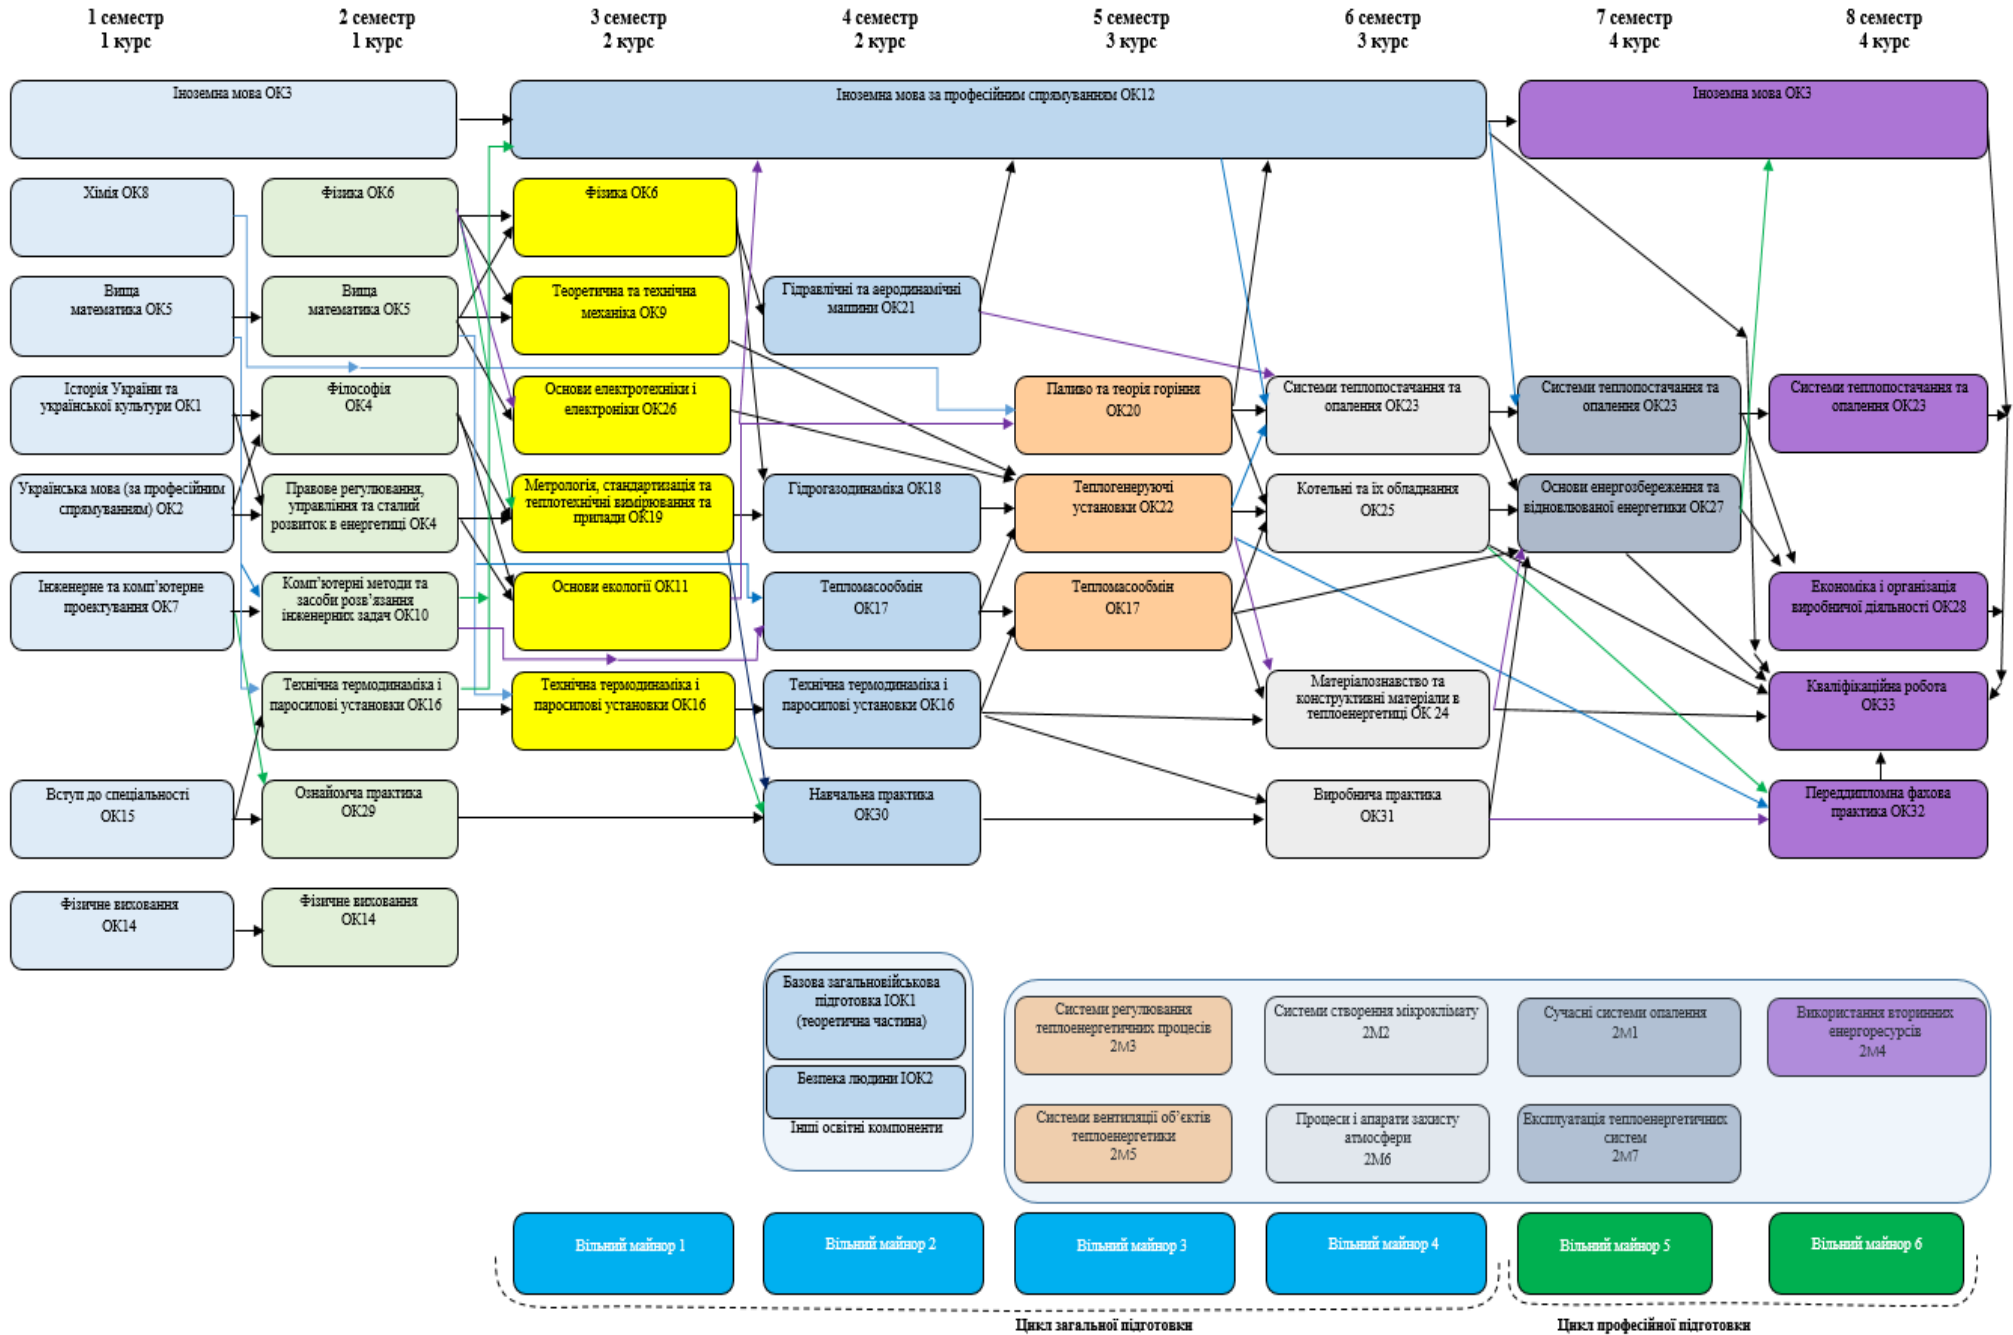 1 семестр
1 курс
2 семестр
1 курс
3 семестр
2 курс
4 семестр
2 курс
5 семестр
3 курс
6 семестр
3 курс
7 семестр
4 курс
8 семестр
4 курс
Іноземна мова ОК3
Іноземна мова за професійним спрямуванням ОК12
Іноземна мова ОК3
Хімія ОК8
Фізика ОК6
Фізика ОК6
Вища
математика ОК5
Вища
математика ОК5
Теоретична та технічна
механіка ОК9
Гідравлічні та аеродинамічні
машини ОК21
Історія України та
української культури ОК1
Філософія
ОК4
Основи електротехніки і
електроніки ОК26
Паливо та теорія горіння
ОК20
Системи теплопостачання та
опалення ОК23
Системи теплопостачання та
опалення ОК23
Системи теплопостачання та
опалення ОК23
Українська мова (за професійним
спрямуванням) ОК2
Правове регулювання,
управління та сталий
розвиток в енергетиці ОК4
Метрологія, стандартизація та
теплотехнічні вимірювання та
прилади ОК19
Гідрогазодинаміка ОК18
Теплогенеруючі
установки ОК22
Котельні та їх обладнання
ОК25
Основи енергозбереження та
відновлюваної енергетики ОК27
Інженерне та комп’ютерне
проектування ОК7
Комп’ютерні методи та
засоби розв’язання
інженерних задач ОК10
Основи екології ОК11
Тепломасообмін
ОК17
Тепломасообмін
ОК17
Економіка і організація
виробничої діяльності ОК28
Технічна термодинаміка і
паросилові установки ОК16
Технічна термодинаміка і
паросилові установки ОК16
Технічна термодинаміка і
паросилові установки ОК16
Матеріалознавство та
конструктивні матеріали в
теплоенергетиці ОК 24
Кваліфікаційна робота
ОК33
Вступ до спеціальності
ОК15
Ознайомча практика
ОК29
Навчальна практика
ОК30
Виробнича практика
ОК31
Переддипломна фахова
практика ОК32
Фізичне виховання
ОК14
Фізичне виховання
ОК14
Базова загальновійськова
підготовка ІОК1
(теоретична частина)
Безпека людини ІОК2
Інші освітні компоненти
Системи регулювання
теплоенергетичних процесів
2М3
Системи створення мікроклімату
2М2
Сучасні системи опалення
2М1
Використання вторинних
енергоресурсів
2М4
Системи вентиляції об’єктів
теплоенергетики
2М5
Процеси і апарати захисту
атмосфери
2М6
Експлуатація теплоенергетичних
систем
2М7
Вільний майнор 1
Вільний майнор 2
Вільний майнор 3
Вільний майнор 4
Вільний майнор 5
Вільний майнор 6
Цикл загальної підготовки
Цикл професійної підготовки